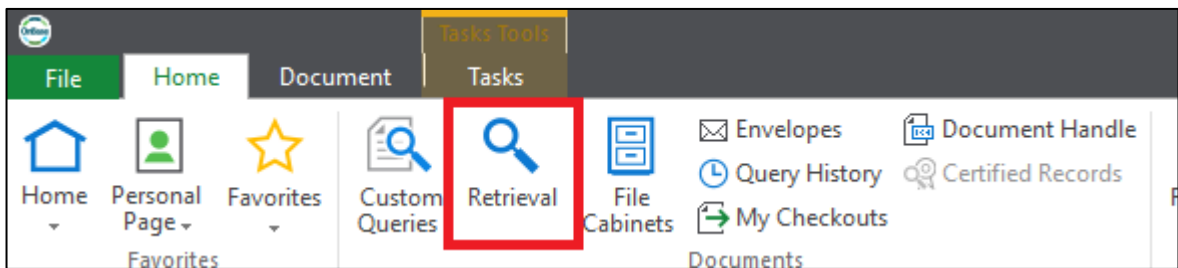 OnBase
Tasks Tools
File Home Document Tasks
Home Personal Page Favorites Custom Queries Retrieval File Cabinets
Envelopes Document Handle
Query History Certified Records
My Checkouts
Favorites Documents